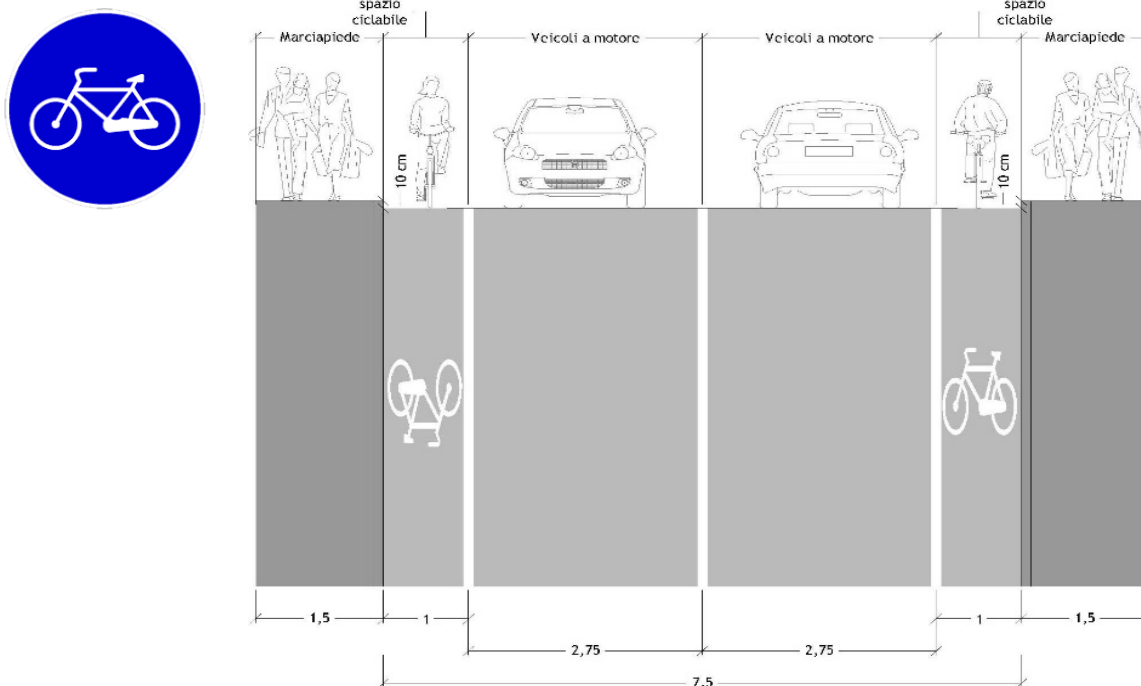 spazio
ciclabile
spazio
ciclabile
Marciapiede
Veicoli a motore
Veicoli a motore
Marciapiede
10 cm
10 cm
1,5
1
1
1,5
2,75
2,75
7,5